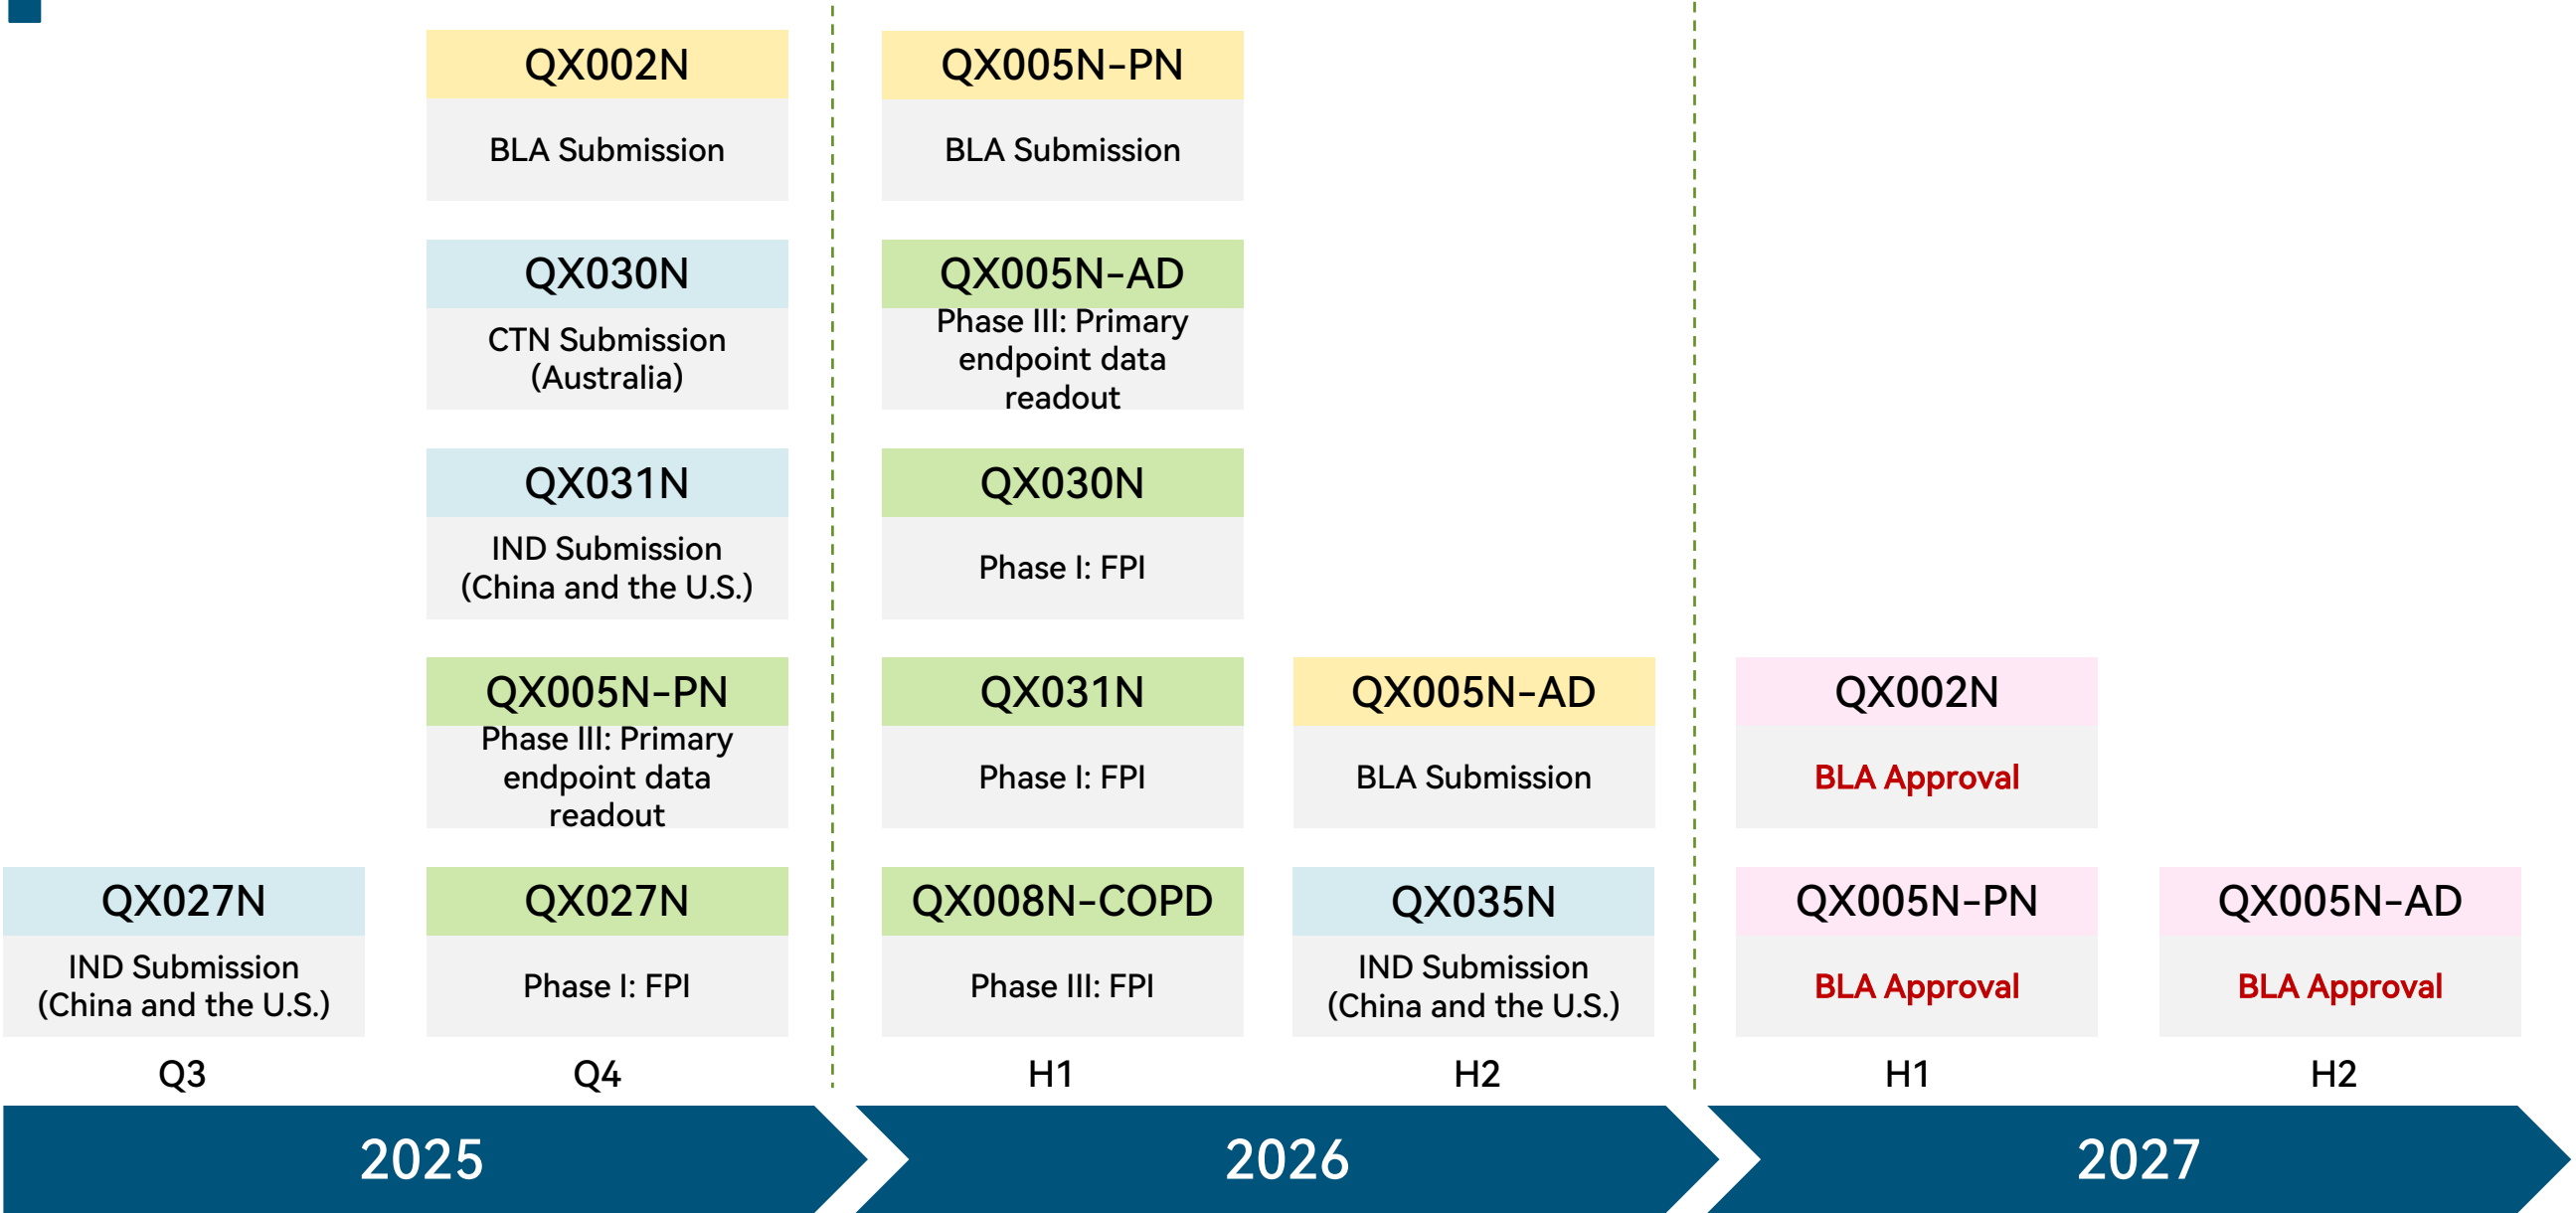 QX002N
BLA Submission
QX005N-PN
BLA Submission
QX030N
CTN Submission
(Australia)
QX005N-AD
Phase III: Primary
endpoint data
readout
QX031N
IND Submission
(China and the U.S.)
QX030N
Phase I: FPI
QX005N-PN
Phase III: Primary
endpoint data
readout
QX031N
Phase I: FPI
QX005N-AD
BLA Submission
QX002N
BLA Approval
QX027N
IND Submission
(China and the U.S.)
QX027N
Phase I: FPI
QX008N-COPD
Phase III: FPI
QX035N
IND Submission
(China and the U.S.)
QX005N-PN
BLA Approval
QX005N-AD
BLA Approval
Q3
Q4
H1
H2
H1
H2
2025
2026
2027